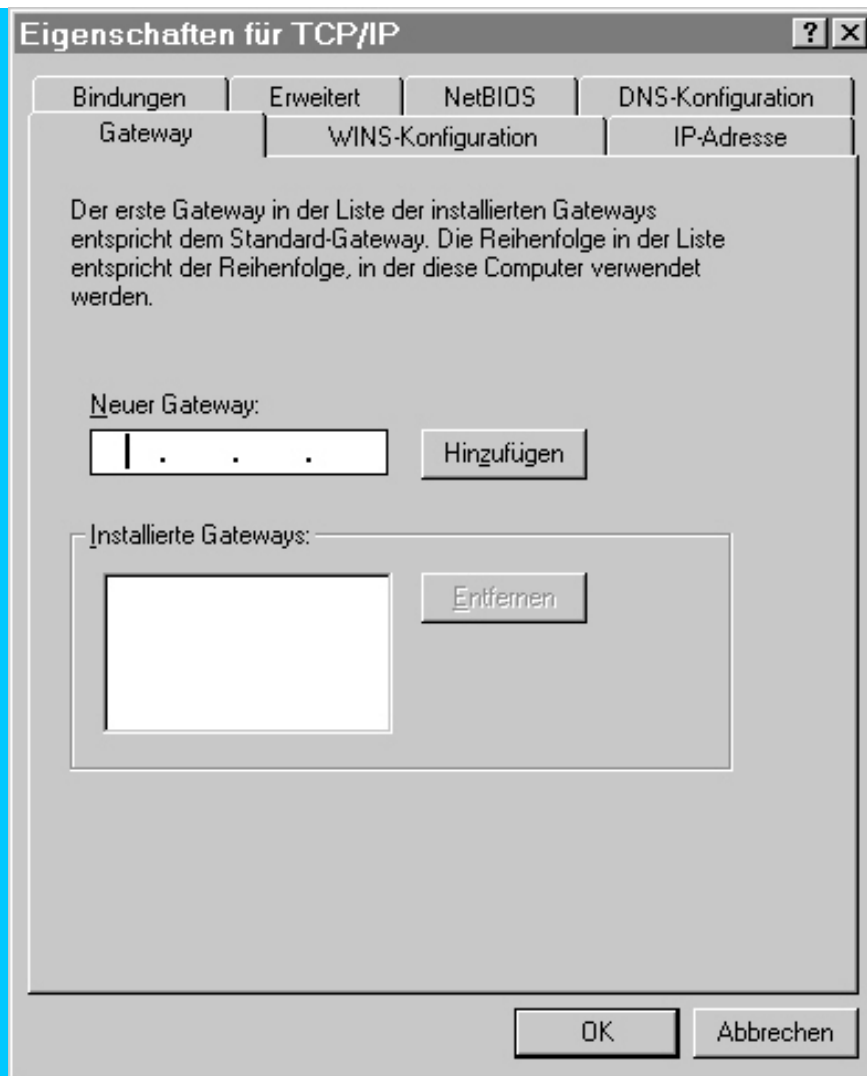 Eigenschaften für TCP/IP
? X
Bindungen Erweitert NetBIOS DNS-Konfiguration
Gateway WINS-Konfiguration IP-Adresse
Der erste Gateway in der Liste der installierten Gateways
entspricht dem Standard-Gateway. Die Reihenfolge in der Liste
entspricht der Reihenfolge, in der diese Computer verwendet
werden.
Neuer Gateway:
. . .
Hinzufügen
Installierte Gateways:
Entfernen
OK Abbrechen